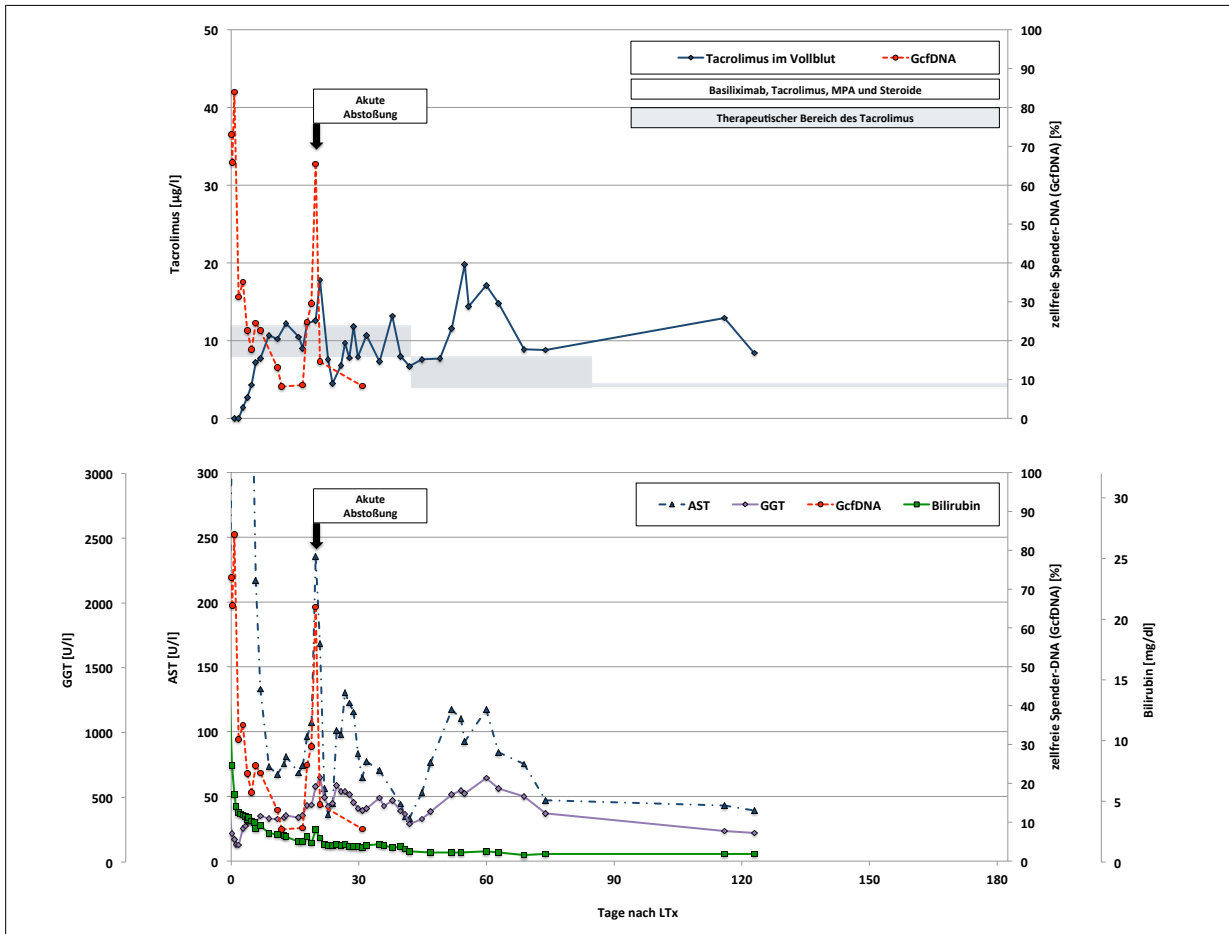 50
40
30
20
10
0
Tacrolimus [µg/l]
100
90
80
70
60
50
40
30
20
10
0
zellfreie Spender-DNA (GcfDNA) [%]
Tacrolimus im Vollblut
GcfDNA
Basiliximab, Tacrolimus, MPA und Steroide
Therapeutischer Bereich des Tacrolimus
Akute
Abstoßung
3000
2500
2000
1500
1000
500
0
GGT [U/l]
300
250
200
150
100
50
0
AST [U/l]
100
90
80
70
60
50
40
30
20
10
0
zellfreie Spender-DNA (GcfDNA) [%]
30
25
20
15
10
5
0
Bilirubin [mg/dl]
AST
GGT
GcfDNA
Bilirubin
Akute
Abstoßung
0
30
60
90
120
150
180
Tage nach LTx